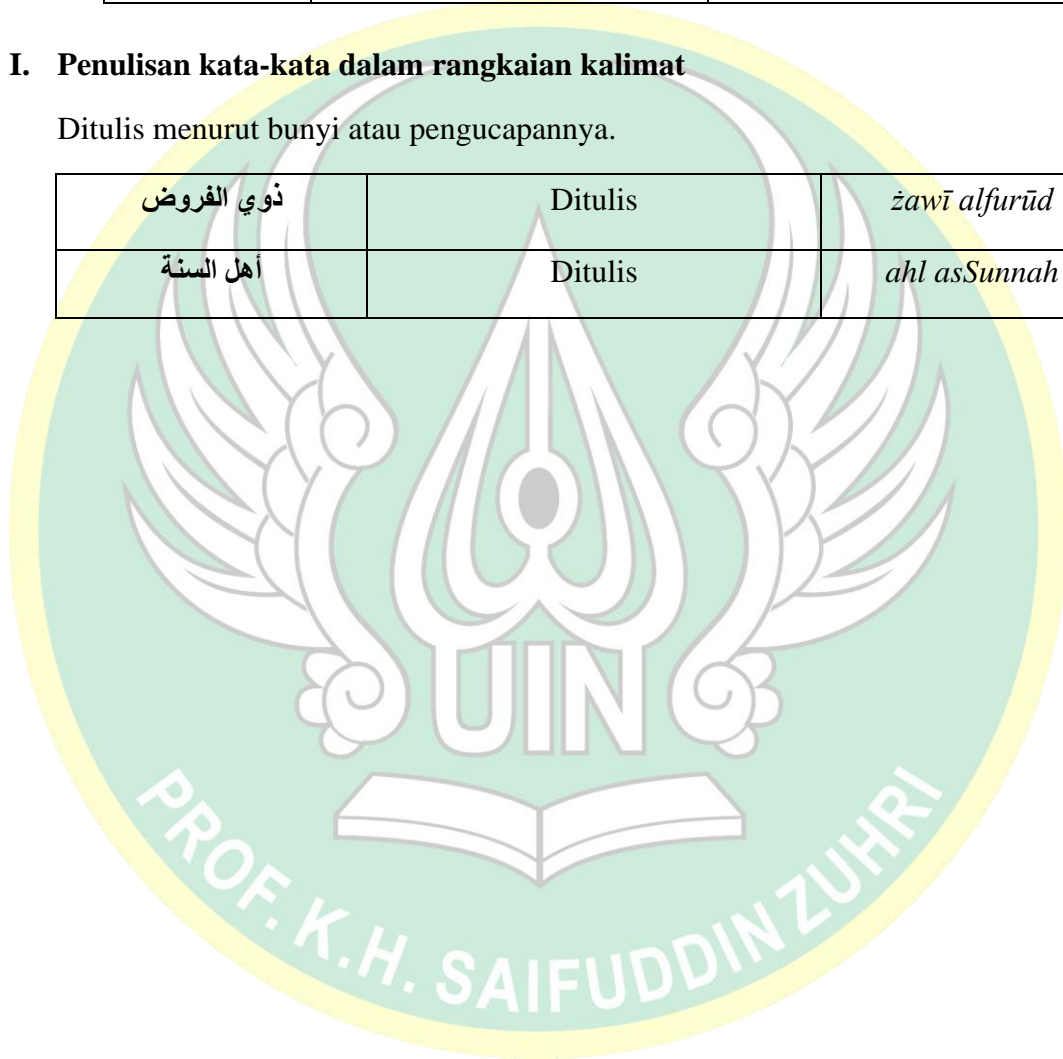 I. Penulisan kata-kata dalam rangkaian kalimat
Ditulis menurut bunyi atau pengucapannya.
ذوي الفروض Ditulis żawī alfurūd
أهل السنة Ditulis ahl asSunnah
UIN
PROF. K.H. SAIFUDDIN ZUHRI